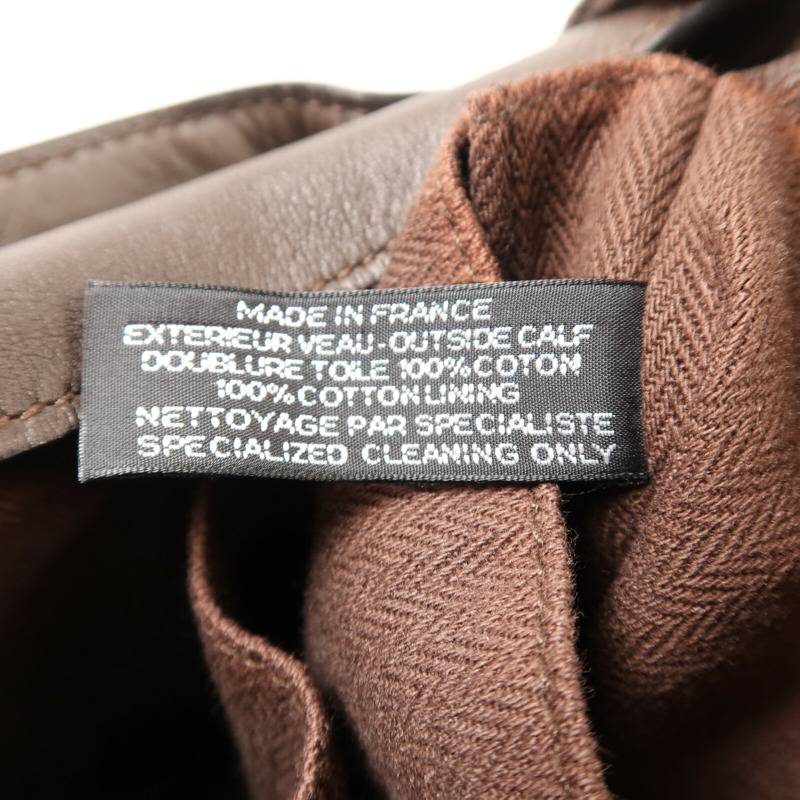 MADE IN FRANCE
EXTERIEUR VEAU-OUTSIDE CALF
DOUBLURE TOILE 100% COTON
100% COTTON LINING
NETTOYAGE PAR SPECIALISTE
SPECIALIZED CLEANING ONLY